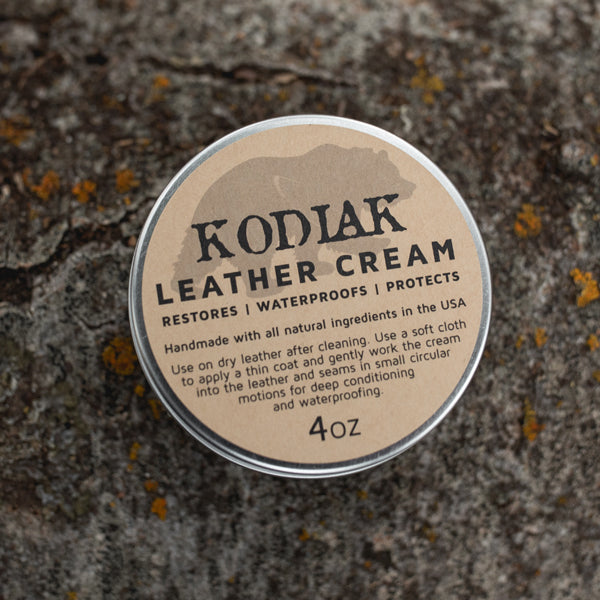 KODIAK
LEATHER CREAM
RESTORES | WATERPROOFS | PROTECTS
Handmade with all natural ingredients in the USA
Use on dry leather after cleaning. Use a soft cloth
to apply a thin coat and gently work the cream
into the leather and seams in small circular
motions for deep conditioning
and waterproofing.
4oz